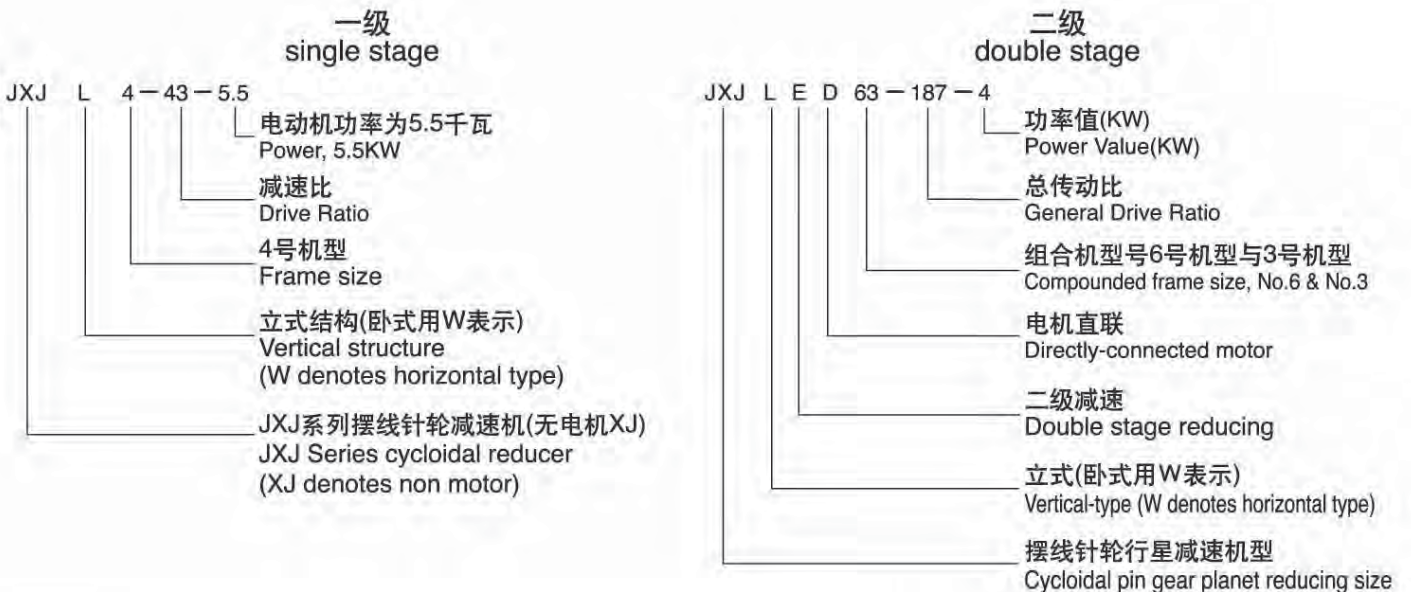 一级
single stage
JXJ L 4-43-5.5
电动机功率为5.5千瓦
Power, 5.5KW
减速比
Drive Ratio
4号机型
Frame size
立式结构(卧式用W表示)
Vertical structure
(W denotes horizontal type)
JXJ系列摆线针轮减速机(无电机XJ)
JXJ Series cycloidal reducer
(XJ denotes non motor)
二级
double stage
JXJ L E D 63-187-4
功率值(KW)
Power Value(KW)
总传动比
General Drive Ratio
组合机型号6号机型与3号机型
Compounded frame size, No.6 & No.3
电机直联
Directly-connected motor
二级减速
Double stage reducing
立式(卧式用W表示)
Vertical-type (W denotes horizontal type)
摆线针轮行星减速机型
Cycloidal pin gear planet reducing size